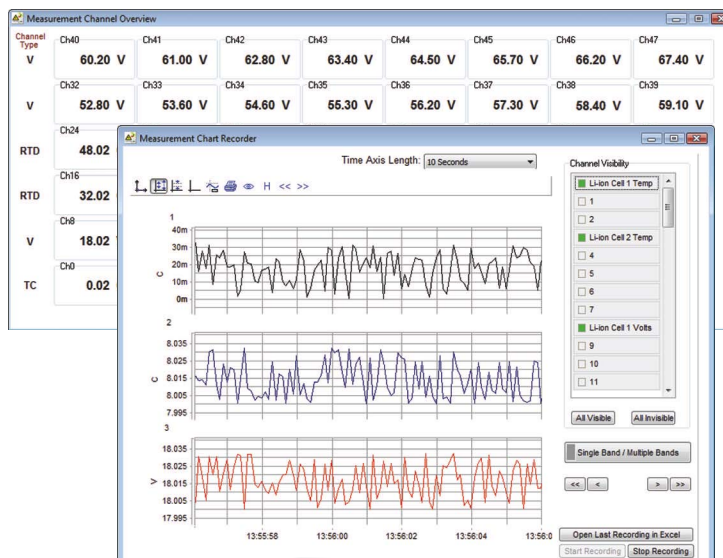 Measurement Channel Overview
Channel Type
Ch40 Ch41 Ch42 Ch43 Ch44 Ch45 Ch46 Ch47
V 60.20 V 61.00 V 62.80 V 63.40 V 64.50 V 65.70 V 66.20 V 67.40 V
Ch32 Ch33 Ch34 Ch35 Ch36 Ch37 Ch38 Ch39
V 52.80 V 53.60 V 54.60 V 55.30 V 56.20 V 57.30 V 58.40 V 59.10 V
Ch24
RTD 48.02
Ch16
RTD 32.02
Ch8
V 18.02
Ch0
TC 0.02
Measurement Chart Recorder
Time Axis Length: 10 Seconds
H << >>
1
40m
30m
20m
10m
0m
C
2
8.035
8.025
8.015
8.005
7.995
C
3
18.035
18.025
18.015
18.005
17.995
V
13:55:58 13:56:00 13:56:02 13:56:04 13:56:0
Channel Visibility
Li-ion Cell 1 Temp
1
2
Li-ion Cell 2 Temp
4
5
6
7
Li-ion Cell 1 Volts
9
10
11
All Visible All Invisible
Single Band / Multiple Bands
<< < > >>
Open Last Recording in Excel
Start Recording Stop Recording